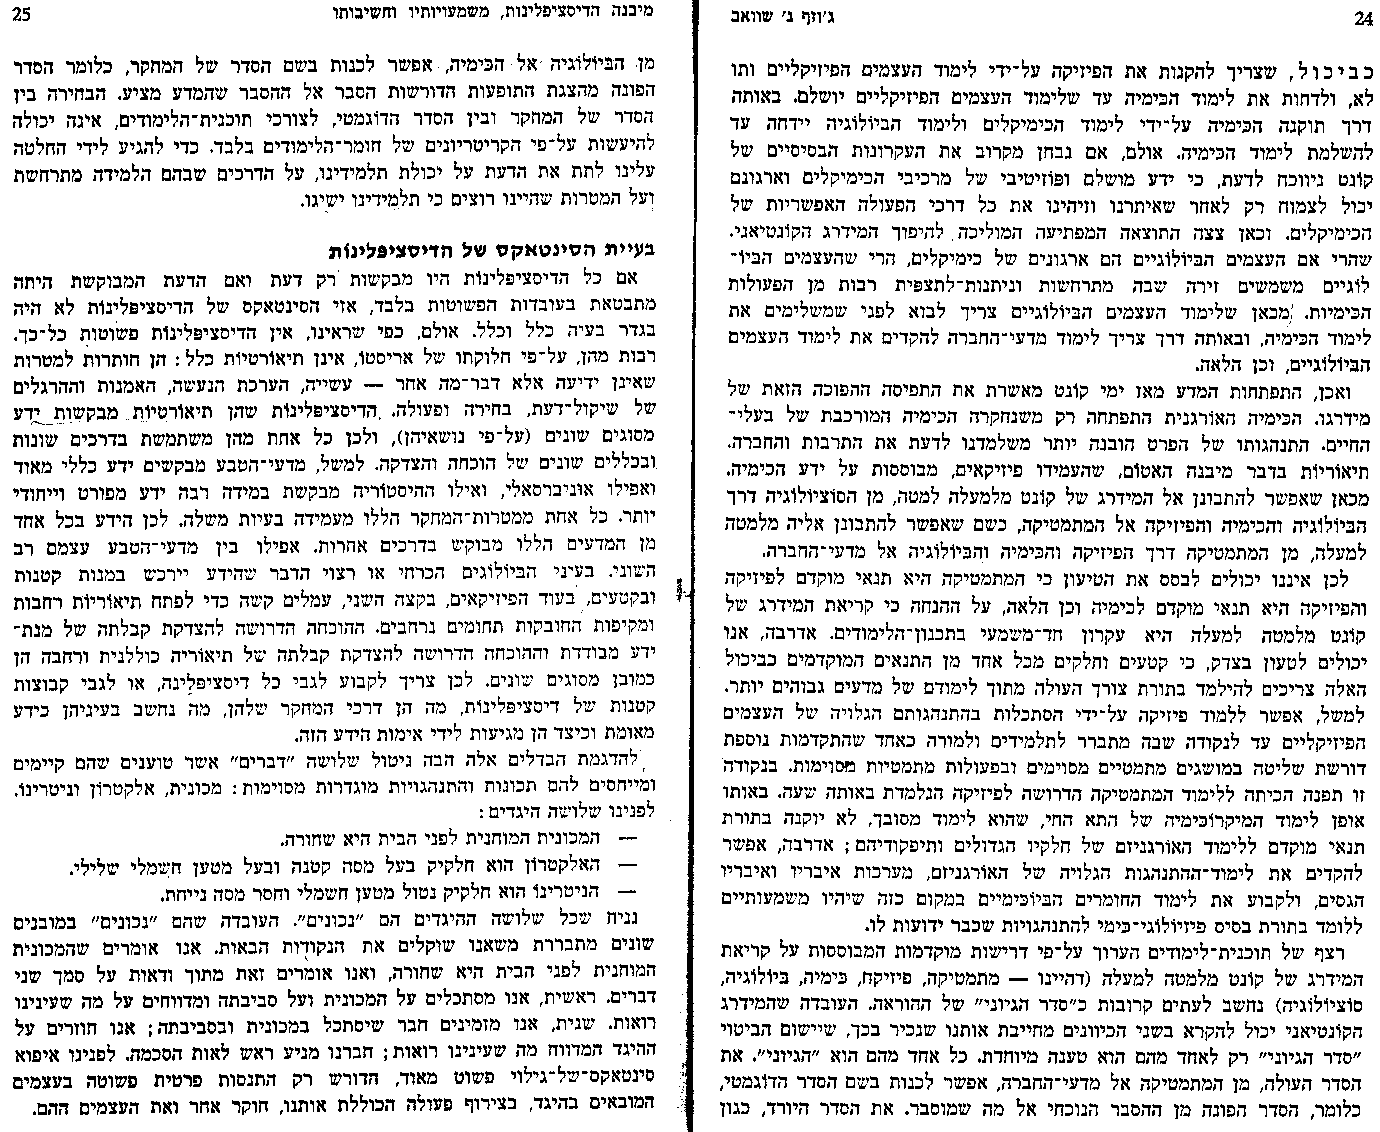 24
ג'וזף ג' שוואב
כביכול, שצריך להקנות את הפיזיקה על־ידי לימוד העצמים הפיזיקליים ותו
לא, ולדחות את לימוד הכימיה עד שלימוד העצמים הפיזיקליים יושלם. באותה
דרך תוקנה הכימיה על־ידי לימוד הכימיקלים ולימוד הביולוגיה יידחה עד
להשלמת לימוד הכימיה. אולם, אם נבחן מקרוב את העקרונות הבסיסיים של
קונט ניווכח לדעת, כי ידע מושלם ופוזיטיבי של מרכיבי הכימיקלים וארגונם
יכול לצמוח רק לאחר שאיתרנו וזיהינו את כל דרכי הפעולה האפשריות של
הכימיקלים. וכאן צצה התוצאה המפתיעה המוליכה להיפוך המידרג הקונטיאני.
שהרי אם העצמים הביולוגיים הם ארגונים של כימיקלים, הרי שהעצמים הביו־
לוגיים משמשים זירה שבה מתרחשות וניתנות־לתצפית רבות מן הפעולות
הכימיות. מכאן שלימוד העצמים הביולוגיים צריך לבוא לפני שמשלימים את
לימוד הכימיה, ובאותה דרך צריך לימוד מדעי־החברה להקדים את לימוד העצמים
הביולוגיים, וכן הלאה.
ואכן, התפתחות המדע מאז ימי קונט מאשרת את התפיסה ההפוכה הזאת של
מידרגו. הכימיה האורגנית התפתחה רק משנחקרה הכימיה המורכבת של בעלי־
החיים. התנהגותו של הפרט הובנה יותר משלמדנו לדעת את התרבות והחברה.
תיאוריות בדבר מיבנה האטום, שהעמידו פיזיקאים, מבוססות על ידע הכימיה.
מכאן שאפשר להתבונן אל המידרג של קונט מלמעלה למטה, מן הסוציולוגיה דרך
הביולוגיה והכימיה והפיזיקה אל המתמטיקה, כשם שאפשר להתבונן אליה מלמטה
למעלה, מן המתמטיקה דרך הפיזיקה והכימיה והביולוגיה אל מדעי־החברה.
לכן איננו יכולים לבסס את הטיעון כי המתמטיקה היא תנאי מוקדם לפיזיקה
והפיזיקה היא תנאי מוקדם לכימיה וכן הלאה, על ההנחה כי קריאת המידרג של
קונט מלמטה למעלה היא עקרון חד־משמעי בתכנון־הלימודים. אדרבה, אנו
יכולים לטעון בצדק, כי קטעים וחלקים מכל אחד מן התנאים המוקדמים כביכול
האלה צריכים להילמד בתורת צורך העולה מתוך לימודם של מדעים גבוהים יותר.
למשל, אפשר ללמוד פיזיקה על־ידי הסתכלות בהתנהגותם הגלויה של העצמים
הפיזיקליים עד לנקודה שבה מתברר לתלמידים ולמורה כאחד שהתקדמות נוספת
דורשת שליטה במושגים מתמטיים מסוימים ובפעולות מתמטיות מסוימות. בנקודה
זו תפנה הכיתה ללימוד המתמטיקה הדרושה לפיזיקה הנלמדת באותה שעה. באותו
אופן לימוד המיקרוכימיה של התא החי, שהוא לימוד מסובך, לא יוקנה בתורת
תנאי מוקדם ללימוד האורגניזם של חלקיו הגדולים ותיפקודיהם; אדרבה, אפשר
להקדים את לימוד־ההתנהגות הגלויה של האורגניזם, מערכות איבריו ואיבריו
הגסים, ולקבוע את לימוד החומרים הביוכימיים במקום כזה שיהיו משמעותיים
ללומד בתורת בסיס פיזיולוגי־כימי להתנהגויות שכבר ידועות לו.
רצף של תוכנית־לימודים הערוך על־פי דרישות מוקדמות המבוססות על קריאת
המידרג של קונט מלמטה למעלה (דהיינו — מתמטיקה, פיזיקה, כימיה, ביולוגיה,
סוציולוגיה) נחשב לעתים קרובות כ״סדר הגיוני״ של ההוראה. העובדה שהמידרג
הקונטיאני יכול להקרא בשני הכיוונים מחייבת אותנו שנכיר בכך, שיישום הביטוי
״סדר הגיוני״ רק לאחד מהם הוא טענה מיוחדת. כל אחד מהם הוא ״הגיוני״. את
הסדר העולה, מן המתמטיקה אל מדעי־החברה, אפשר לכנות בשם הסדר הדוגמטי,
כלומר, הסדר הפונה מן ההסבר הנוכחי אל מה שמוסבר. את הסדר היורד, כגון
מיבנה הדיסציפלינות, משמעויותיו וחשיבותו
25
מן הביולוגיה אל הכימיה, אפשר לכנות בשם הסדר של המחקר, כלומר הסדר
הפונה מהצגת התופעות הדורשות הסבר אל ההסבר שהמדע מציע. הבחירה בין
הסדר של המחקר ובין הסדר הדוגמטי, לצורכי תוכנית־הלימודים, אינה יכולה
להיעשות על־פי הקריטריונים של חומר־הלימודים בלבד. כדי להגיע לידי החלטה
עלינו לתת את הדעת על יכולת תלמידינו, על הדרכים שבהם הלמידה מתרחשת
ועל המטרות שהיינו רוצים כי תלמידינו ישיגו.
בעיית הסינטאקס של הדיסציפלינות
אם כל הדיסציפלינות היו מבקשות רק דעת ואם הדעת המבוקשת היתה
מתבטאת בעובדות הפשוטות בלבד, אזי הסינטאקס של הדיסציפלינות לא היה
בגדר בעיה כלל וכלל. אולם, כפי שראינו, אין הדיסציפלינות פשוטות כל־כך.
רבות מהן, על־פי חלוקתו של אריסטו, אינן תיאורטיות כלל: הן חותרות למטרות
שאינן ידיעה אלא דבר־מה אחר — עשייה, הערכת הנעשה, האמנות וההרגלים
של שיקול־דעת, בחירה ופעולה. הדיסציפלינות שהן תיאורטיות מבקשות ידע
מסוגים שונים (על־פי נושאיהן), ולכן כל אחת מהן משתמשת בדרכים שונות
ובכללים שונים של הוכחה והצדקה. למשל, מדעי־הטבע מבקשים ידע כללי מאוד
ואפילו אוניברסאלי, ואילו ההיסטוריה מבקשת במידה רבה ידע מפורט וייחודי
יותר. כל אחת ממטרות־המחקר הללו מעמידה בעיות משלה. לכן הידע בכל אחד
מן המדעים הללו מבוקש בדרכים אחרות. אפילו בין מדעי־הטבע עצמם רב
השוני. בעיני הביולוגים הכרחי או רצוי הדבר שהידע יירכש במנות קטנות
ובקטעים, בעוד הפיזיקאים, בקצה השני, עמלים קשה כדי לפתח תיאוריות רחבות
ומקיפות החובקות תחומים נרחבים. ההוכחה הדרושה להצדקת קבלתה של מנת־
ידע מבודדת וההוכחה הדרושה להצדקת קבלתה של תיאוריה כוללנית ורחבה הן
כמובן מסוגים שונים. לכן צריך לקבוע לגבי כל דיסציפלינה, או לגבי קבוצות
קטנות של דיסציפלינות, מה הן דרכי המחקר שלהן, מה נחשב בעיניהן כידע
מאומת וכיצד הן מגיעות לידי אימות הידע הזה.
להדגמת הבדלים אלה הבה ניטול שלושה ״דברים״ אשר טוענים שהם קיימים
ומייחסים להם תכונות והתנהגויות מוגדרות מסוימות: מכונית, אלקטרון וניטרינו.
לפנינו שלושה היגדים:
— המכונית המוחנית לפני הבית היא שחורה.
— האלקטרון הוא חלקיק בעל מסה קטנה ובעל מטען חשמלי שלילי.
— הניטרינו הוא חלקיק נטול מטען חשמלי וחסר מסה נייחת.
נניח שכל שלושה ההיגדים הם ״נכונים״. העובדה שהם ״נכונים״ במובנים
שונים מתבררת משאנו שוקלים את הנקודות הבאות. אנו אומרים שהמכונית
המוחנית לפני הבית היא שחורה, ואנו אומרים זאת מתוך ודאות על סמך שני
דברים. ראשית, אנו מסתכלים על המכונית ועל סביבתה ומדווחים על מה שעינינו
רואות. שנית, אנו מזמינים חבר שיסתכל במכונית ובסביבתה; אנו חוזרים על
ההיגד המדווח מה שעינינו רואות; חברנו מניע ראש לאות הסכמה. לפנינו איפוא
סינטאקס־של־גילוי פשוט מאוד, הדורש רק התנסות פרטית פשוטה בעצמים
המובאים בהיגד, בצירוף פעולה הכוללת אותנו, חוקר אחר ואת העצמים ההם.